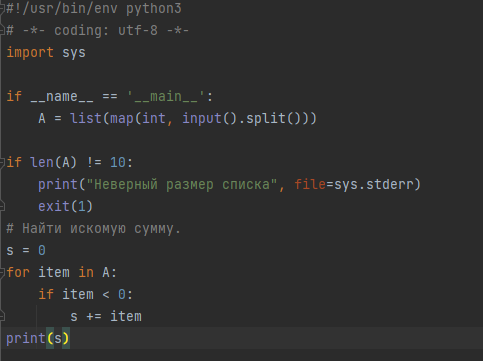 #!/usr/bin/env python3
# -*- coding: utf-8 -*-
import sys

if __name__ == '__main__':
    A = list(map(int, input().split()))

if len(A) != 10:
    print("Неверный размер списка", file=sys.stderr)
    exit(1)
# Найти искомую сумму.
s = 0
for item in A:
    if item < 0:
        s += item
print(s)